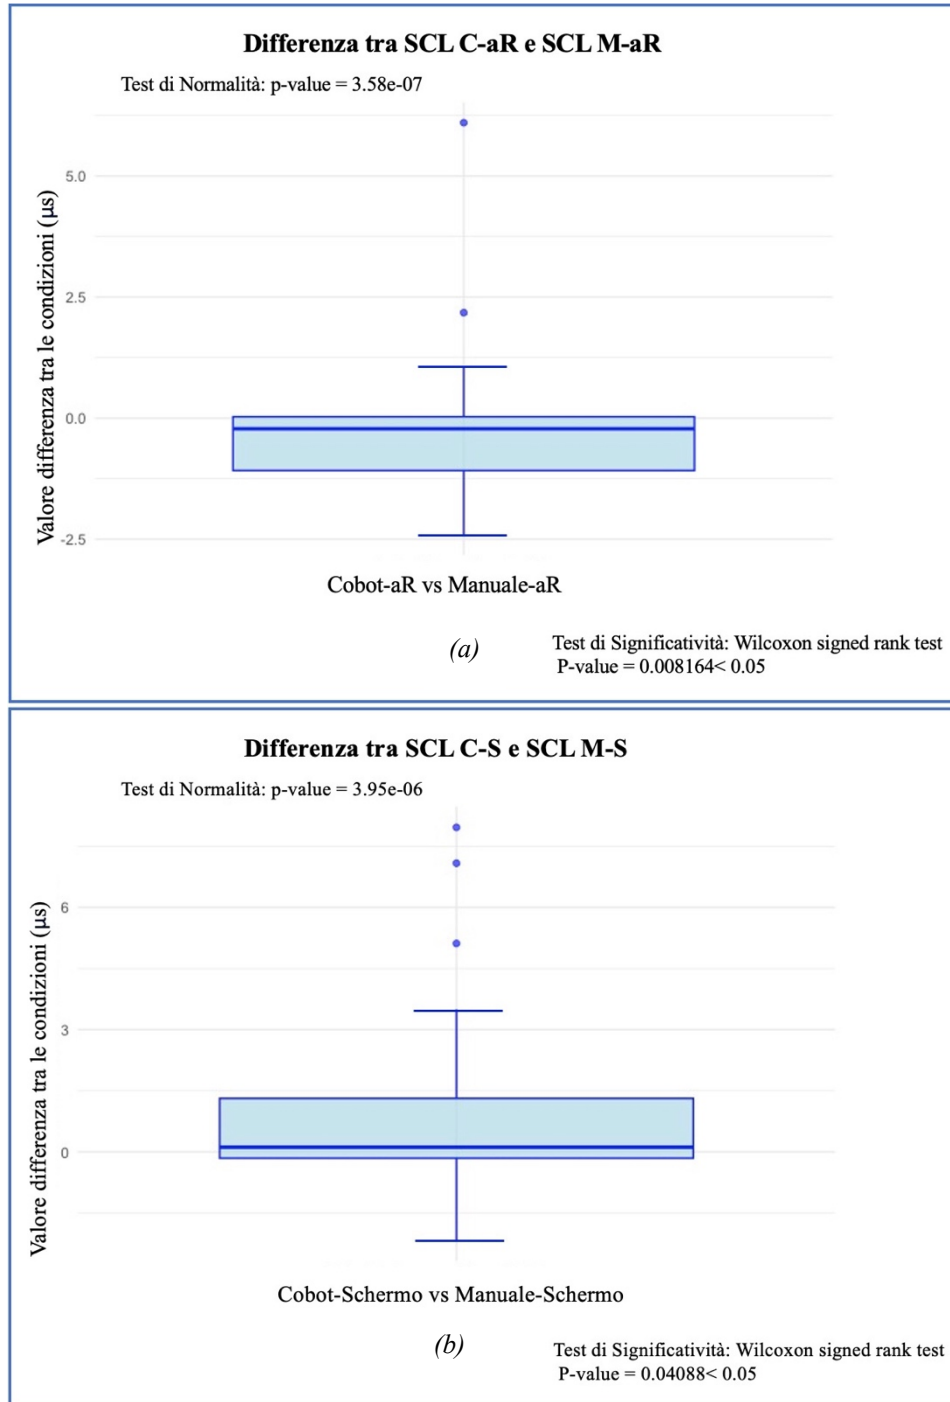 Differenza tra SCL C-aR e SCL M-aR
Test di Normalità: p-value = 3.58e-07
Valore differenza tra le condizioni (μs)
5.0
2.5
0.0
-2.5
Cobot-aR vs Manuale-aR
(a)
Test di Significatività: Wilcoxon signed rank test
P-value = 0.008164< 0.05
Differenza tra SCL C-S e SCL M-S
Test di Normalità: p-value = 3.95e-06
Valore differenza tra le condizioni (μs)
6
3
0
Cobot-Schermo vs Manuale-Schermo
(b)
Test di Significatività: Wilcoxon signed rank test
P-value = 0.04088< 0.05